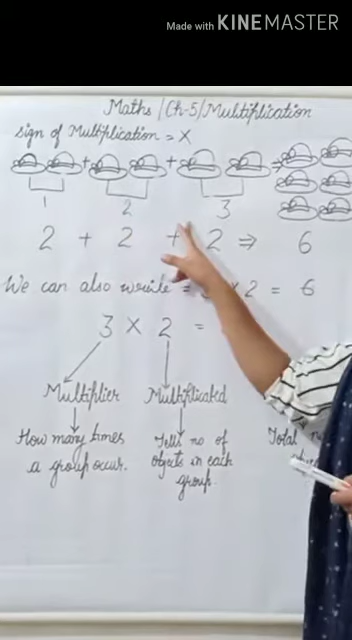 Made with KINEMASTER
Maths/Ch-5/Multiplication
Sign of Multiplication = ×
+ + ⇒
1 2 3
2 + 2 + 2 ⇒ 6
We can also write = × 2 = 6
3 × 2 =
Multiplier Multiplicated
How many times
a group occur.
Tells no of
objects in each
group.
Total